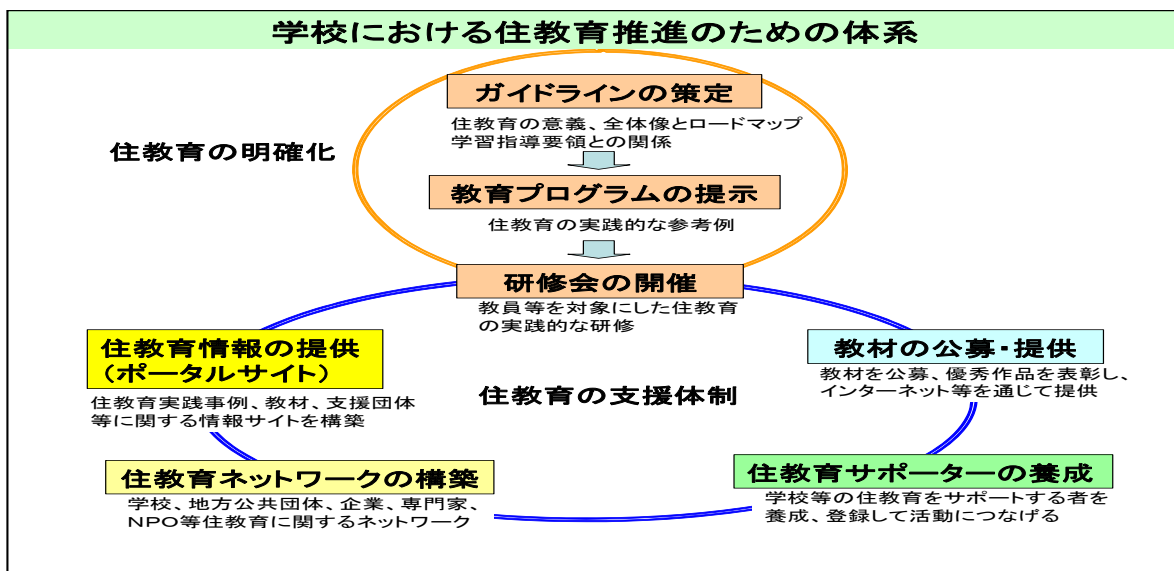 学校における住教育推進のための体系
ガイドラインの策定
住教育の意義、全体像とロードマップ
学習指導要領との関係
住教育の明確化
教育プログラムの提示
住教育の実践的な参考例
研修会の開催
教員等を対象にした住教育
の実践的な研修
住教育情報の提供
（ポータルサイト）
住教育実践事例、教材、支援団体
等に関する情報サイトを構築
住教育の支援体制
教材の公募・提供
教材を公募、優秀作品を表彰し、
インターネット等を通じて提供
住教育ネットワークの構築
学校、地方公共団体、企業、専門家、
NPO等住教育に関するネットワーク
住教育サポーターの養成
学校等の住教育をサポートする者を
養成、登録して活動につなげる